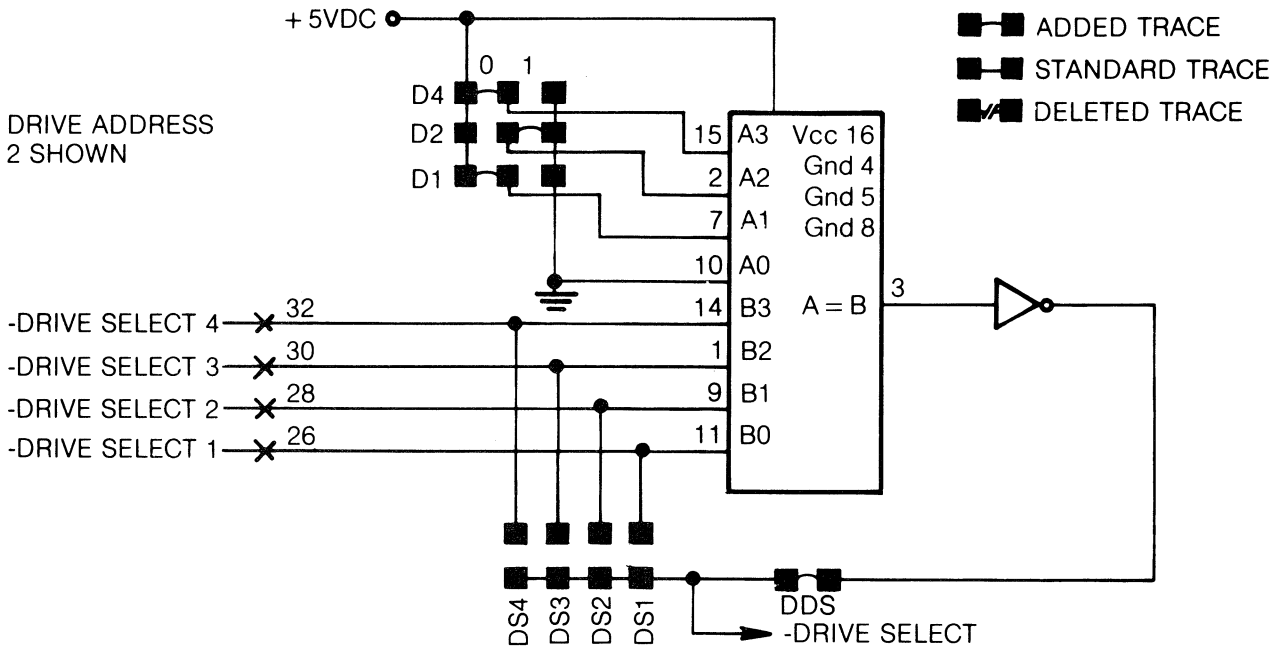 + 5VDC
ADDED TRACE
STANDARD TRACE
DELETED TRACE
DRIVE ADDRESS
2 SHOWN
0 1
D4
D2
D1
15 A3 Vcc 16
Gnd 4
2 A2
Gnd 5
7 A1
Gnd 8
10 A0
14 B3
A = B 3
1 B2
9 B1
11 B0
-DRIVE SELECT 4 32
-DRIVE SELECT 3 30
-DRIVE SELECT 2 28
-DRIVE SELECT 1 26
DS4
DS3
DS2
DS1
DDS
-DRIVE SELECT